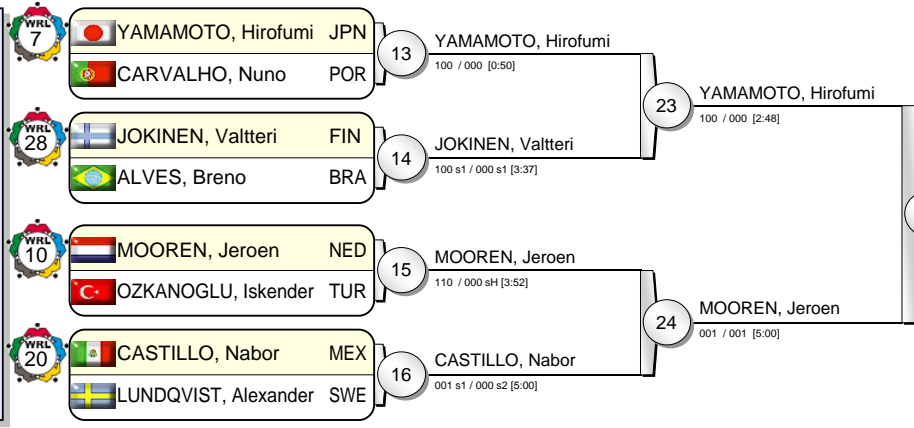 WRL
7
YAMAMOTO, Hirofumi JPN
CARVALHO, Nuno POR
13
YAMAMOTO, Hirofumi
100 / 000 [0:50]
WRL
28
JOKINEN, Valtteri FIN
ALVES, Breno BRA
14
JOKINEN, Valtteri
100 s1 / 000 s1 [3:37]
23
YAMAMOTO, Hirofumi
100 / 000 [2:48]
WRL
10
MOOREN, Jeroen NED
OZKANOGLU, Iskender TUR
15
MOOREN, Jeroen
110 / 000 sH [3:52]
WRL
20
CASTILLO, Nabor MEX
LUNDQVIST, Alexander SWE
16
CASTILLO, Nabor
001 s1 / 000 s2 [5:00]
24
MOOREN, Jeroen
001 / 001 [5:00]